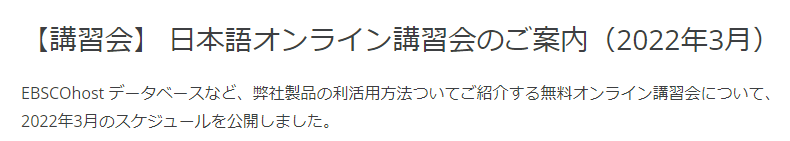 【講習会】 日本語オンライン講習会のご案内（2022年3月）
EBSCOhost データベースなど、弊社製品の利活用方法ついてご紹介する無料オンライン講習会について、
2022年3月のスケジュールを公開しました。